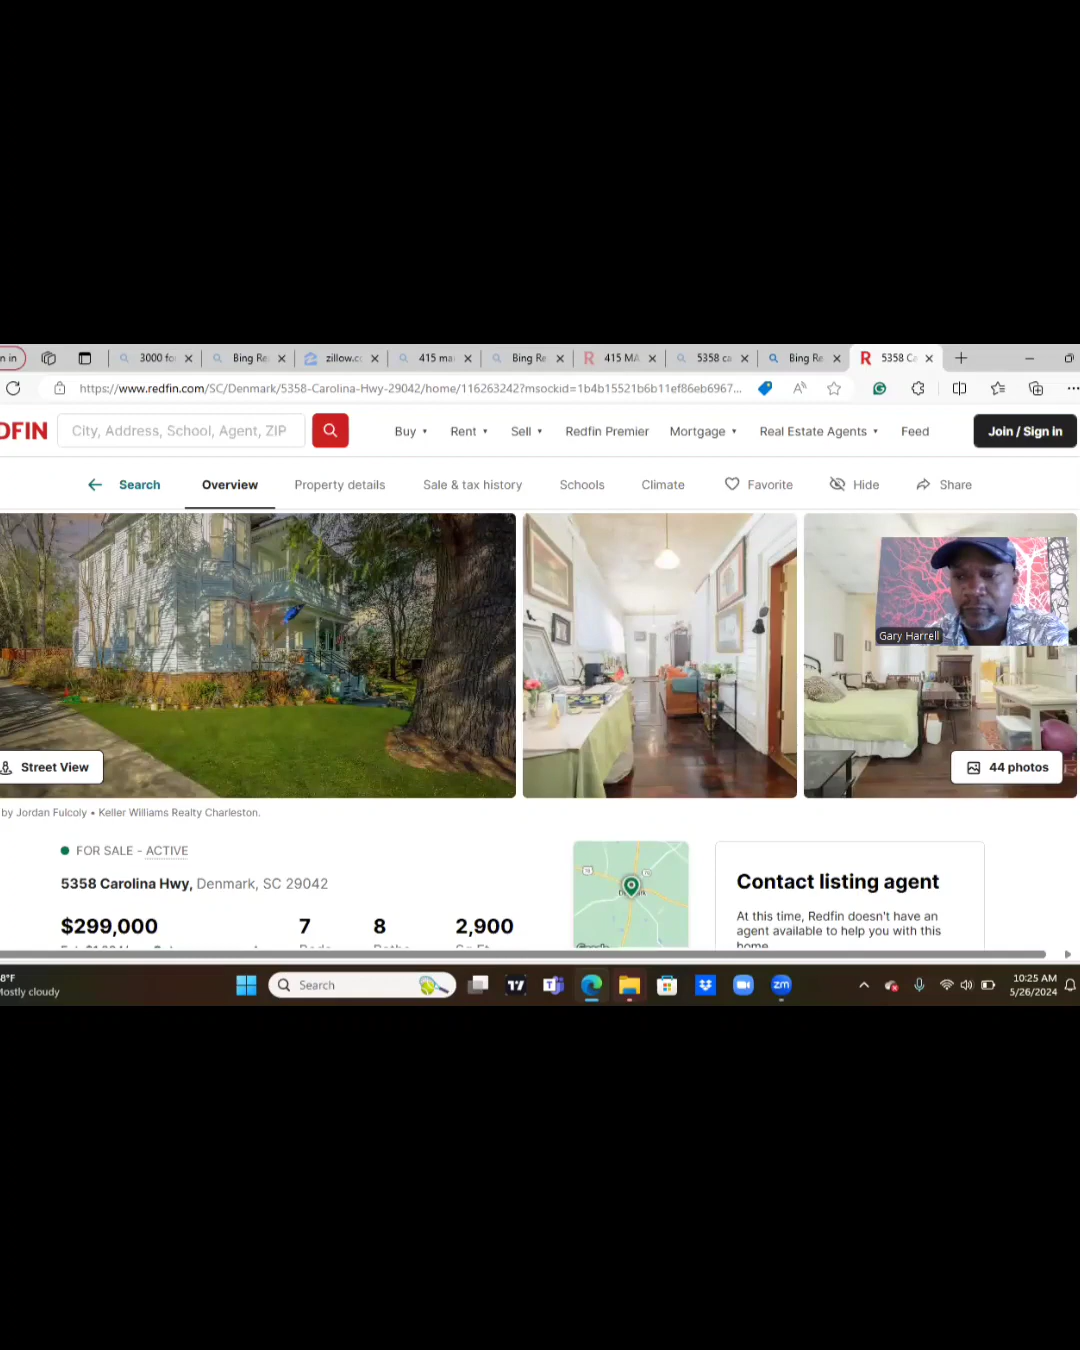 n in
3000 fo
Bing Re
zillow.c
415 ma
Bing Re
415 MA
5358 ca
Bing Re
5358 Ca
https://www.redfin.com/SC/Denmark/5358-Carolina-Hwy-29042/home/116263242?msockid=1b4b15521b6b11ef86eb6967...
DFIN
City, Address, School, Agent, ZIP
Buy
Rent
Sell
Redfin Premier
Mortgage
Real Estate Agents
Feed
Join / Sign in
Search
Overview
Property details
Sale & tax history
Schools
Climate
Favorite
Hide
Share
Gary Harrell
Street View
44 photos
by Jordan Fulcoly • Keller Williams Realty Charleston.
FOR SALE - ACTIVE
5358 Carolina Hwy, Denmark, SC 29042
$299,000
7
8
2,900
Contact listing agent
At this time, Redfin doesn't have an
agent available to help you with this
home
8°F
Mostly cloudy
Search
zm
10:25 AM
5/26/2024